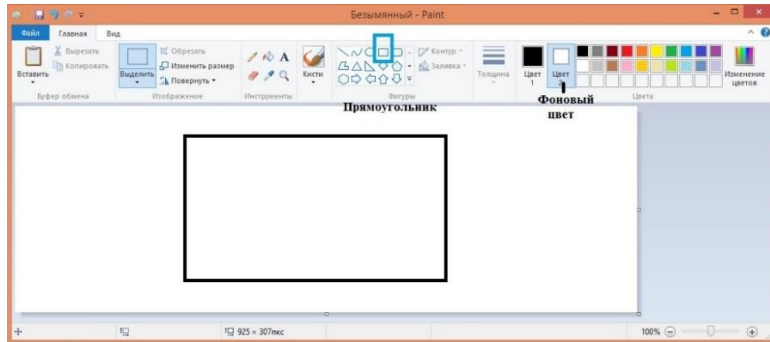 Безымянный - Paint
Файл Главная Вид
Вставить
Вырезать
Копировать
Буфер обмена
Выделить
Обрезать
Изменить размер
Повернуть
Изображение
A
Инструменты
Кисти
Контур
Заливка
Фигуры
Толщина
Цвет 1
Цвет
Изменение цветов
Цвета
Прямоугольник
Фоновый
цвет
925 × 307пкс
100%